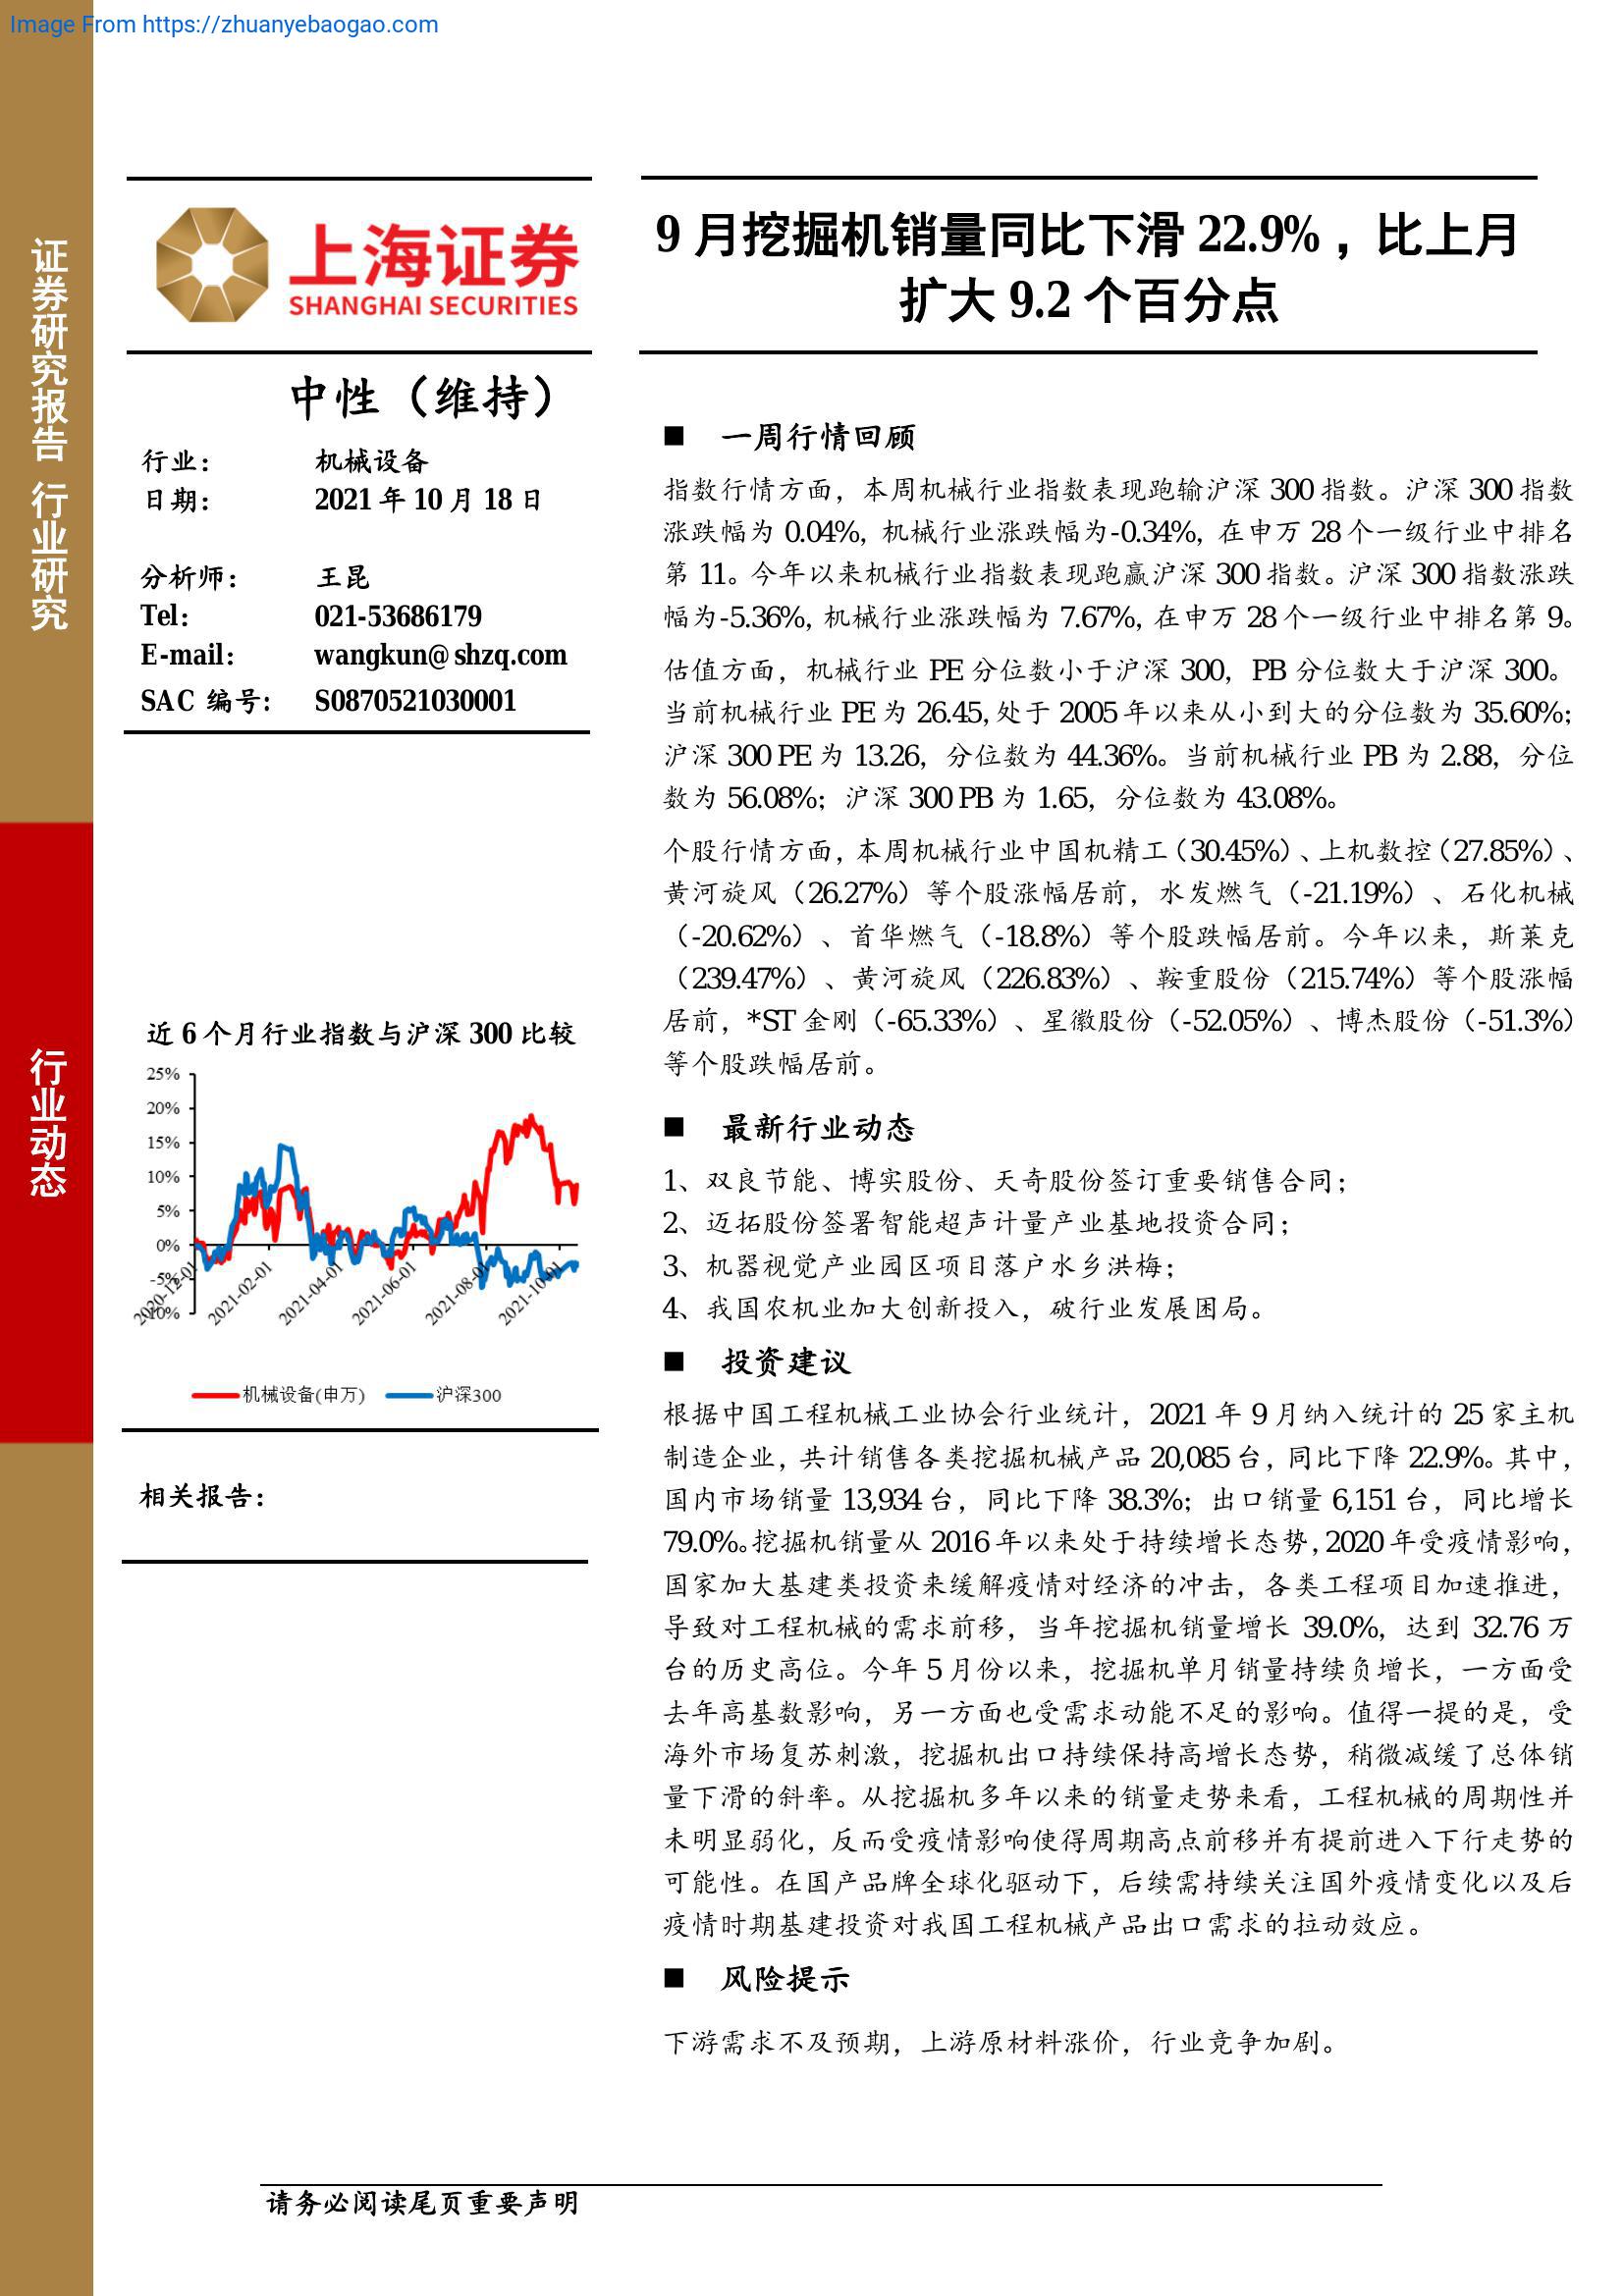 Image From https://zhuanyebaogao.com
证券研究报告 行业研究
行业动态
上海证券
SHANGHAI SECURITIES
9 月挖掘机销量同比下滑 22.9%，比上月
扩大 9.2 个百分点
中性（维持）
行业： 机械设备
日期： 2021 年 10 月 18 日
分析师： 王昆
Tel： 021-53686179
E-mail： wangkun@shzq.com
SAC 编号： S0870521030001
近 6 个月行业指数与沪深 300 比较
25%
20%
15%
10%
5%
0%
-5%
-10%
2020-12-01 2021-02-01 2021-04-01 2021-06-01 2021-08-01 2021-10-01
机械设备(申万) 沪深300
相关报告：
■ 一周行情回顾
指数行情方面，本周机械行业指数表现跑输沪深 300 指数。沪深 300 指数
涨跌幅为 0.04%，机械行业涨跌幅为-0.34%，在申万 28 个一级行业中排名
第 11。今年以来机械行业指数表现跑赢沪深 300 指数。沪深 300 指数涨跌
幅为-5.36%，机械行业涨跌幅为 7.67%，在申万 28 个一级行业中排名第 9。
估值方面，机械行业 PE 分位数小于沪深 300，PB 分位数大于沪深 300。
当前机械行业 PE 为 26.45，处于 2005 年以来从小到大的分位数为 35.60%；
沪深 300 PE 为 13.26，分位数为 44.36%。当前机械行业 PB 为 2.88，分位
数为 56.08%；沪深 300 PB 为 1.65，分位数为 43.08%。
个股行情方面，本周机械行业中国机精工（30.45%）、上机数控（27.85%）、
黄河旋风（26.27%）等个股涨幅居前，水发燃气（-21.19%）、石化机械
（-20.62%）、首华燃气（-18.8%）等个股跌幅居前。今年以来，斯莱克
（239.47%）、黄河旋风（226.83%）、鞍重股份（215.74%）等个股涨幅
居前，*ST 金刚（-65.33%）、星徽股份（-52.05%）、博杰股份（-51.3%）
等个股跌幅居前。
■ 最新行业动态
1、双良节能、博实股份、天奇股份签订重要销售合同；
2、迈拓股份签署智能超声计量产业基地投资合同；
3、机器视觉产业园区项目落户水乡洪梅；
4、我国农机业加大创新投入，破行业发展困局。
■ 投资建议
根据中国工程机械工业协会行业统计，2021 年 9 月纳入统计的 25 家主机
制造企业，共计销售各类挖掘机械产品 20,085 台，同比下降 22.9%。其中，
国内市场销量 13,934 台，同比下降 38.3%；出口销量 6,151 台，同比增长
79.0%。挖掘机销量从 2016 年以来处于持续增长态势，2020 年受疫情影响，
国家加大基建类投资来缓解疫情对经济的冲击，各类工程项目加速推进，
导致对工程机械的需求前移，当年挖掘机销量增长 39.0%，达到 32.76 万
台的历史高位。今年 5 月份以来，挖掘机单月销量持续负增长，一方面受
去年高基数影响，另一方面也受需求动能不足的影响。值得一提的是，受
海外市场复苏刺激，挖掘机出口持续保持高增长态势，稍微减缓了总体销
量下滑的斜率。从挖掘机多年以来的销量走势来看，工程机械的周期性并
未明显弱化，反而受疫情影响使得周期高点前移并有提前进入下行走势的
可能性。在国产品牌全球化驱动下，后续需持续关注国外疫情变化以及后
疫情时期基建投资对我国工程机械产品出口需求的拉动效应。
■ 风险提示
下游需求不及预期，上游原材料涨价，行业竞争加剧。
请务必阅读尾页重要声明